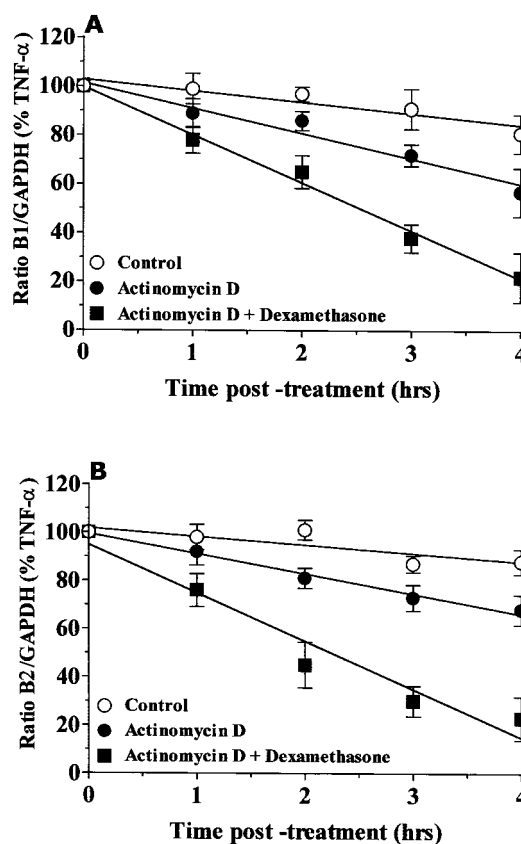 A
Ratio B1/GAPDH (% TNF-α)
120
100
80
60
40
20
0
Control
Actinomycin D
Actinomycin D + Dexamethasone
0 1 2 3 4
Time post -treatment (hrs)
B
Ratio B2/GAPDH (% TNF-α)
120
100
80
60
40
20
0
Control
Actinomycin D
Actinomycin D + Dexamethasone
0 1 2 3 4
Time post -treatment (hrs)